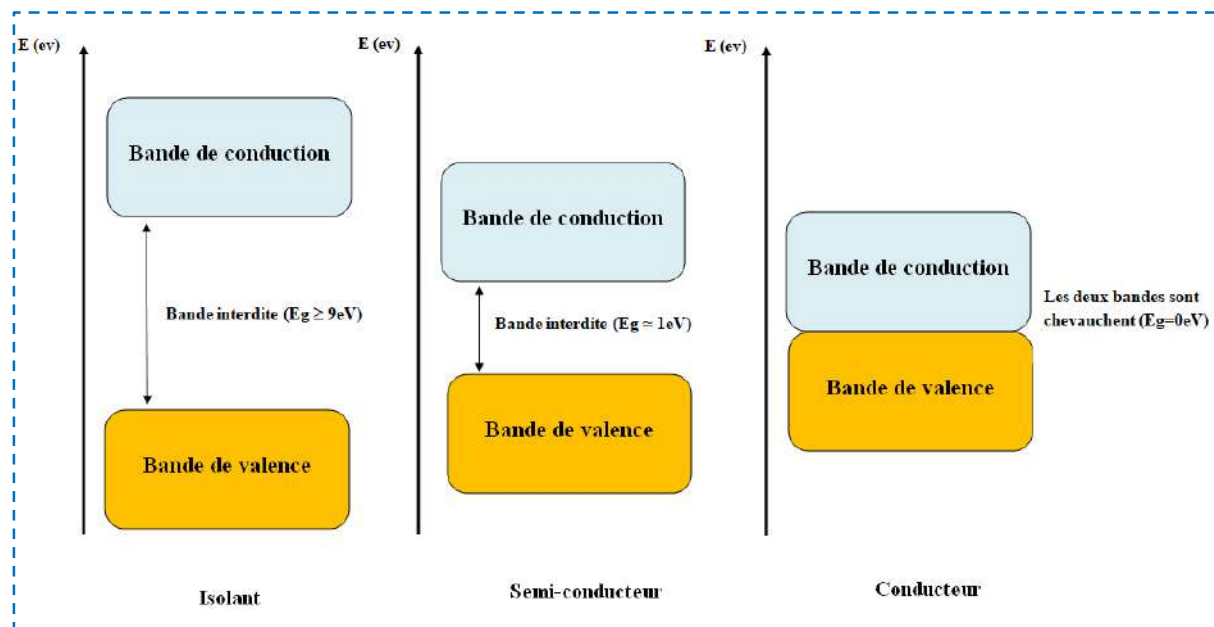 E (ev)
Bande de conduction
Bande interdite (Eg ≥ 9eV)
Bande de valence
Isolant
E (ev)
Bande de conduction
Bande interdite (Eg ≃ 1eV)
Bande de valence
Semi-conducteur
E (ev)
Bande de conduction
Les deux bandes sont
chevauchent (Eg=0eV)
Bande de valence
Conducteur